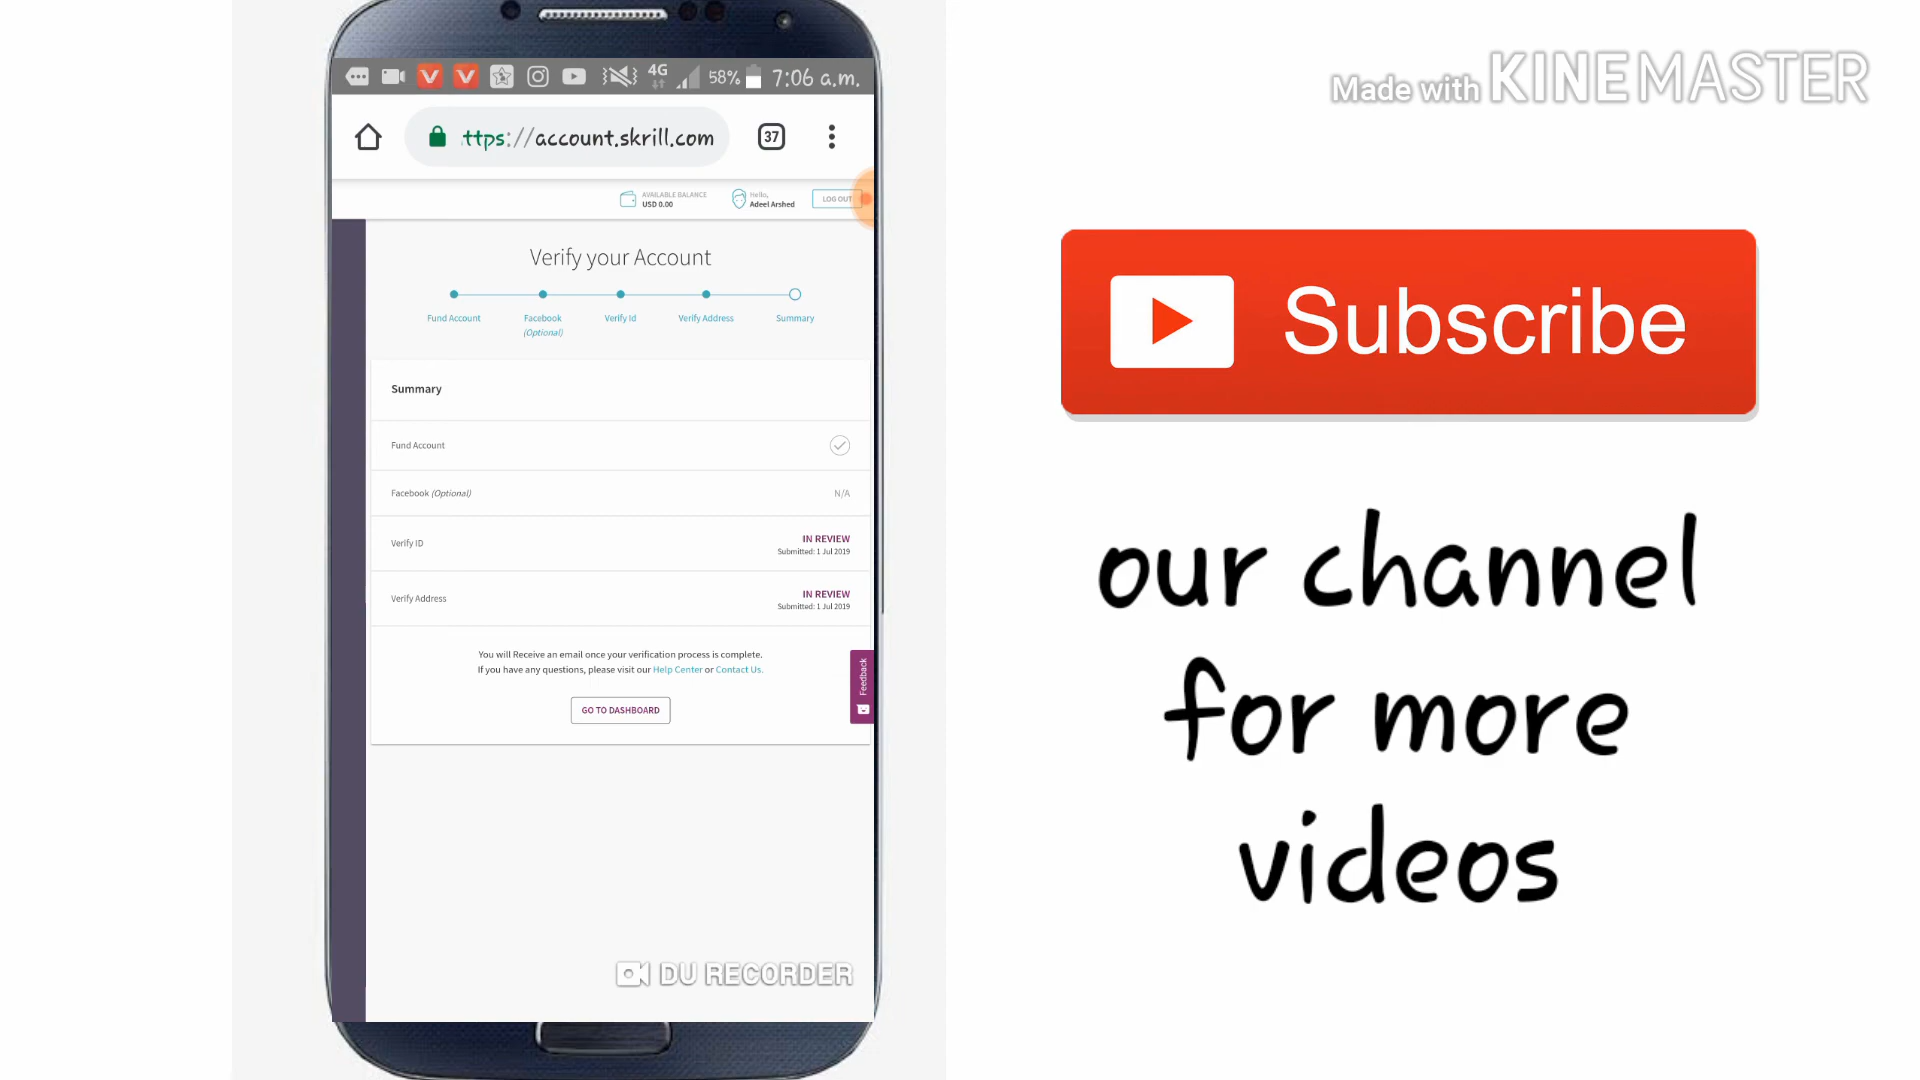 Made with KINEMASTER
4G 58% 7:06 a.m.
ttps://account.skrill.com
37
AVAILABLE BALANCE
USD 0.00
Hello,
Adeel Arshed
LOG OUT
Verify your Account
Fund Account
Facebook
(Optional)
Verify Id
Verify Address
Summary
Summary
Fund Account
Facebook (Optional) N/A
Verify ID IN REVIEW
Submitted: 1 Jul 2019
Verify Address IN REVIEW
Submitted: 1 Jul 2019
You will Receive an email once your verification process is complete.
If you have any questions, please visit our Help Center or Contact Us.
GO TO DASHBOARD
Feedback
DU RECORDER
Subscribe
our channel
for more
videos